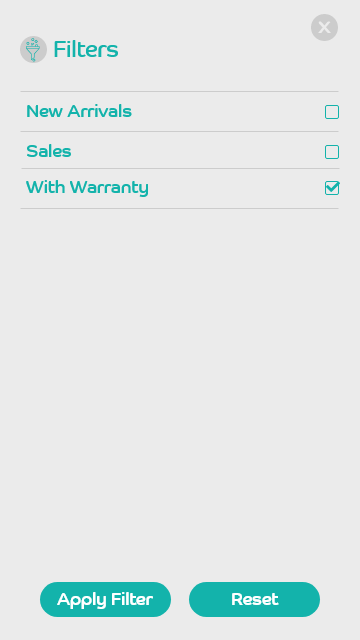 Filters
New Arrivals
Sales
With Warranty
Apply Filter
Reset